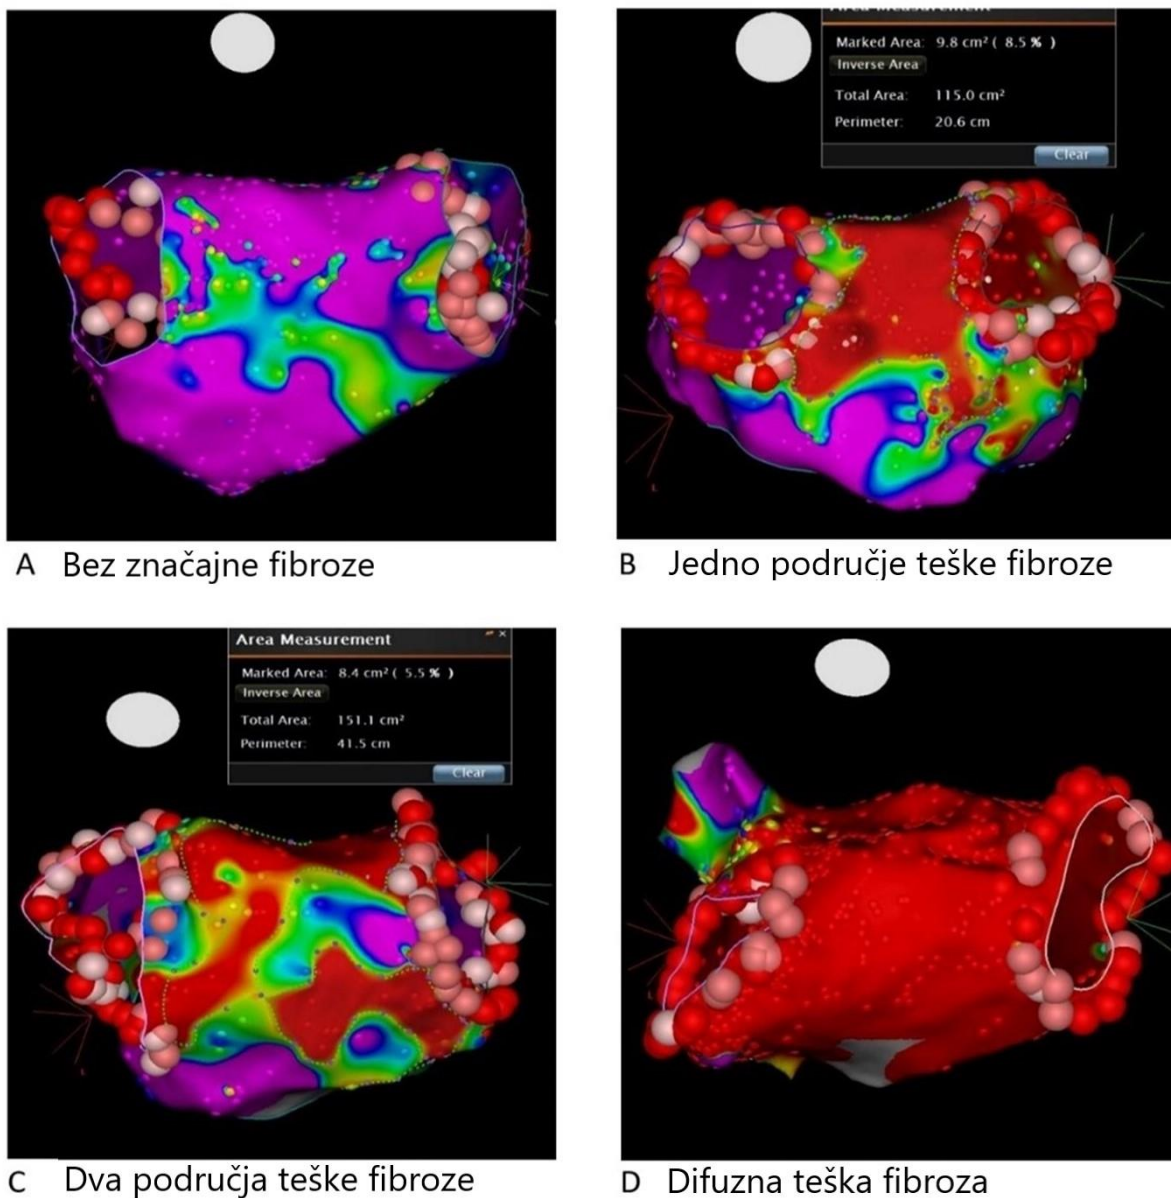 Area Measurement
Marked Area: 9.8 cm² ( 8.5 % )
Inverse Area
Total Area: 115.0 cm²
Perimeter: 20.6 cm
Clear
A Bez značajne fibroze
B Jedno područje teške fibroze
Area Measurement
Marked Area: 8.4 cm² ( 5.5 % )
Inverse Area
Total Area: 151.1 cm²
Perimeter: 41.5 cm
Clear
C Dva područja teške fibroze
D Difuzna teška fibroza